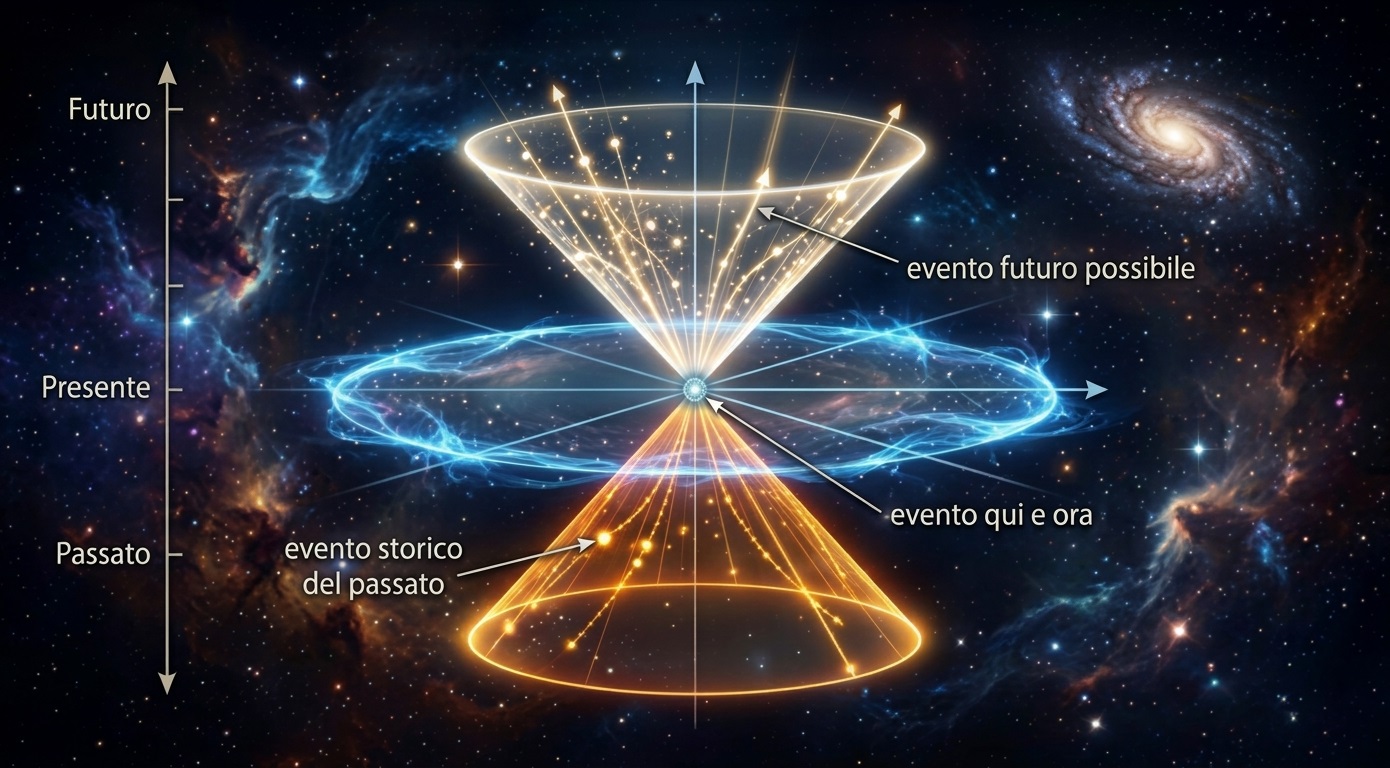 Futuro
evento futuro possibile
Presente
evento qui e ora
Passato
evento storico
del passato